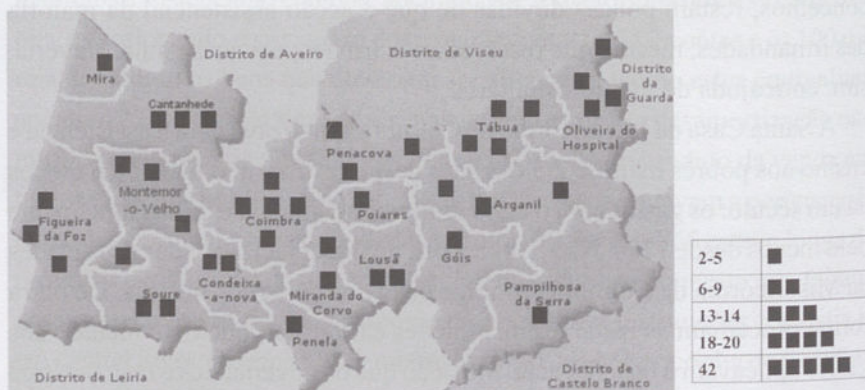 Distrito de Aveiro
Distrito de Viseu
Distrito
da
Guarda
Mira
Cantanhede
Tábua
Oliveira do
Hospital
Penacova
Montemor
-o-Velho
Coimbra
Poiares
Arganil
Figueira
da Foz
Góis
Lousã
Condeixa
-a-nova
Miranda do
Corvo
Pampilhosa
da Serra
Soure
Penela
Distrito de Leiria
Distrito de
Castelo Branco
2-5
6-9
13-14
18-20
42